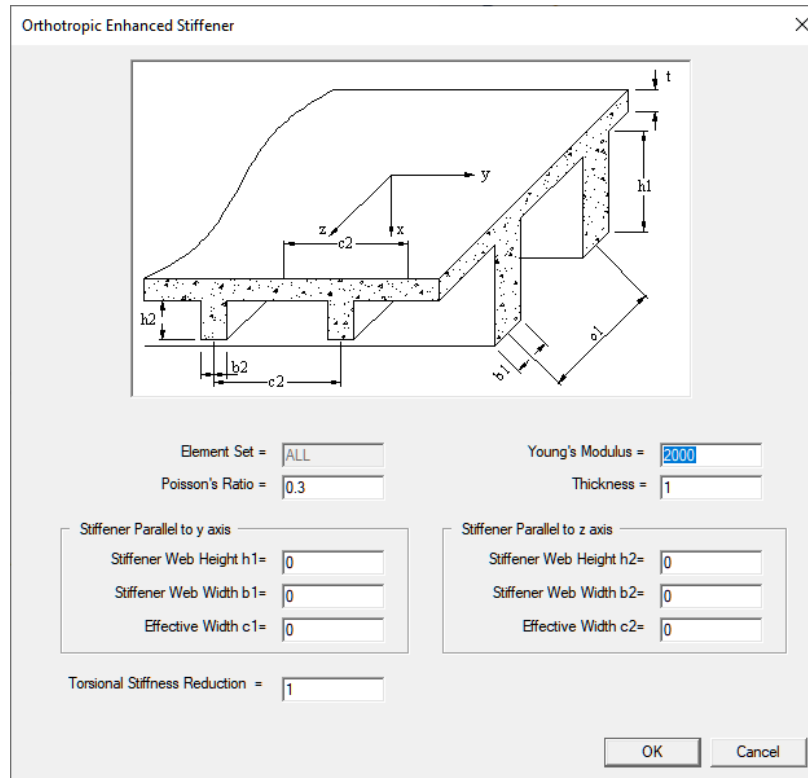 Orthotropic Enhanced Stiffener
t
h1
y
z
x
c2
h2
b2
c2
b1
c1
Element Set = ALL
Young's Modulus = 2000
Poisson's Ratio = 0.3
Thickness = 1
Stiffener Parallel to y axis
Stiffener Web Height h1= 0
Stiffener Web Width b1= 0
Effective Width c1= 0
Stiffener Parallel to z axis
Stiffener Web Height h2= 0
Stiffener Web Width b2= 0
Effective Width c2= 0
Torsional Stiffness Reduction = 1
OK
Cancel